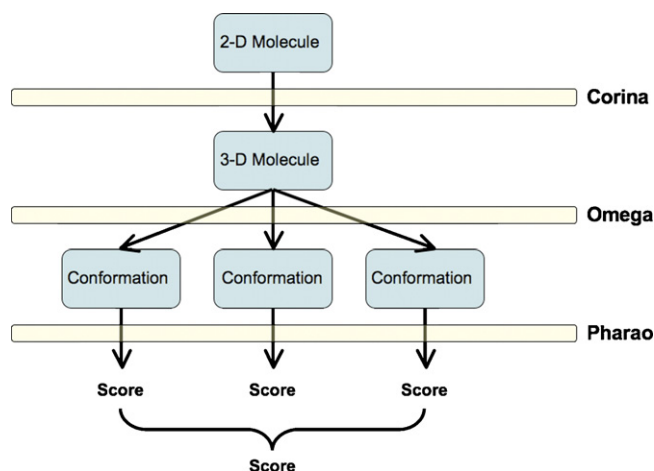 2-D Molecule
Corina
3-D Molecule
Omega
Conformation
Conformation
Conformation
Pharao
Score
Score
Score
Score